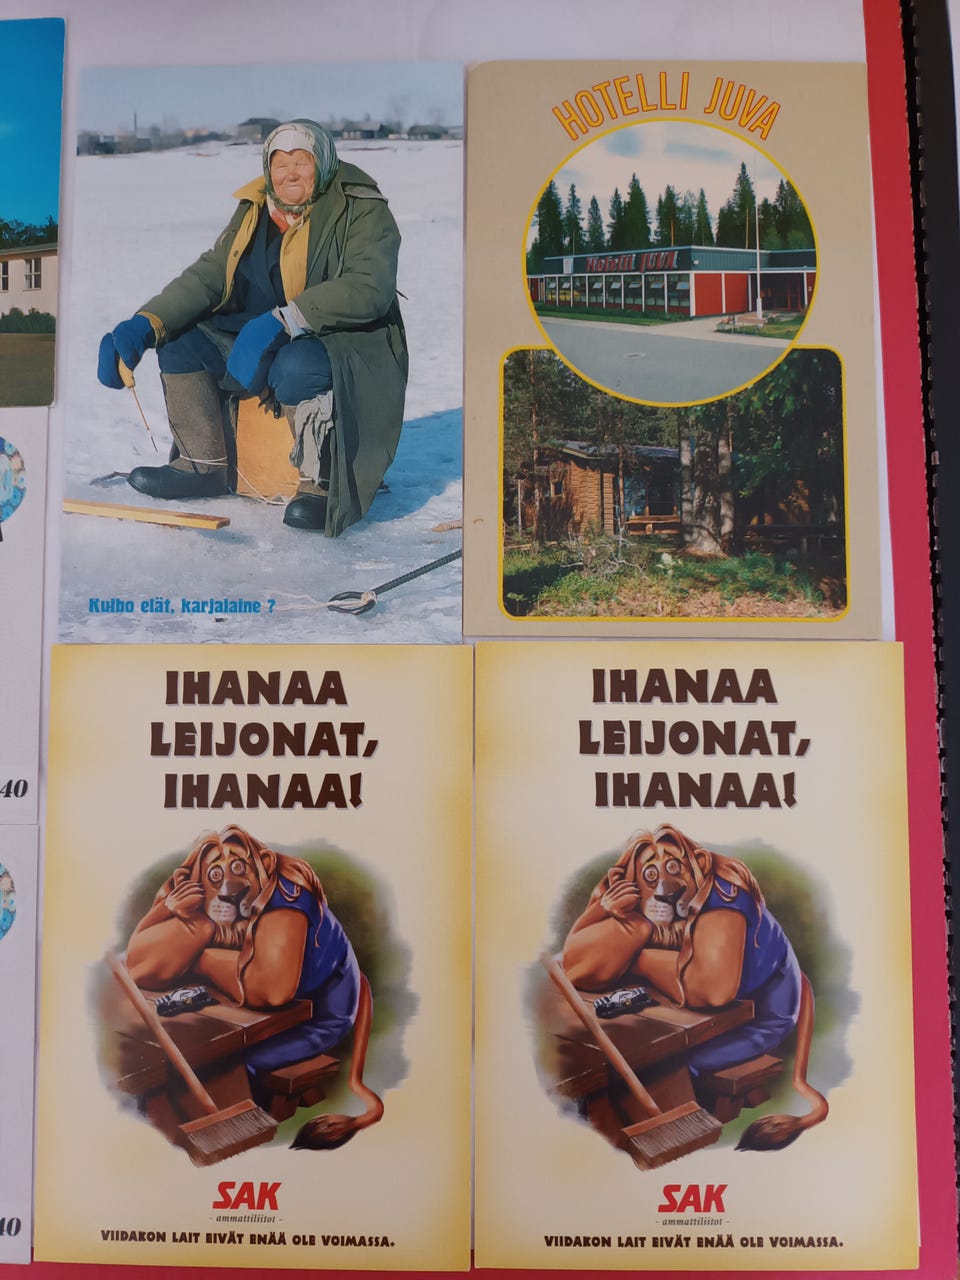 Kuibo elät, karjalaine ?
HOTELLI JUVA
Hotelli JUVA
IHANAA
LEIJONAT,
IHANAA!
SAK
- ammattiliitot -
VIIDAKON LAIT EIVÄT ENÄÄ OLE VOIMASSA.
IHANAA
LEIJONAT,
IHANAA!
SAK
- ammattiliitot -
VIIDAKON LAIT EIVÄT ENÄÄ OLE VOIMASSA.
40
40